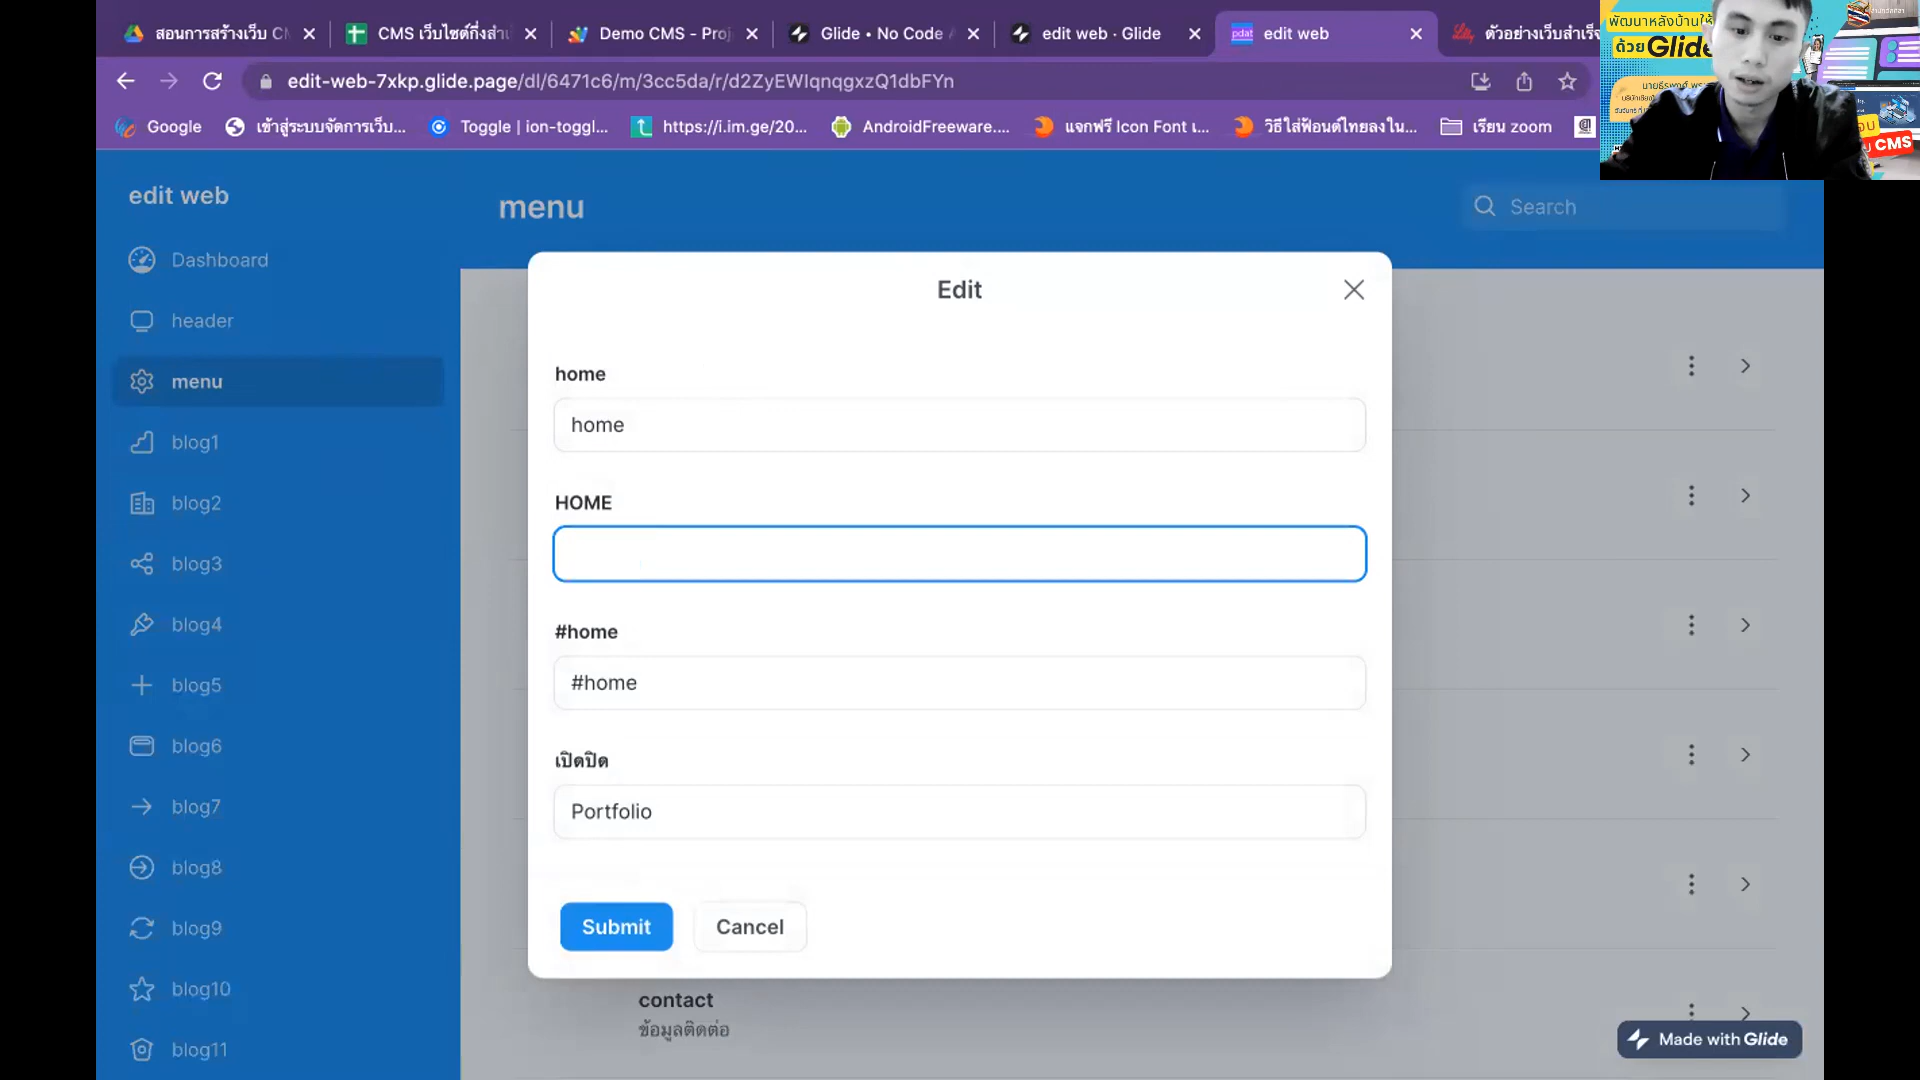 สอนการสร้างเว็บ CM
CMS เว็บไซต์กึ่งสำเ
Demo CMS - Proj
Glide • No Code A
edit web · Glide
pdat edit web
ตัวอย่างเว็บสำเร็จ
edit-web-7xkp.glide.page/dl/6471c6/m/3cc5da/r/d2ZyEWIqnqgxzQ1dbFYn
Google
เข้าสู่ระบบจัดการเว็บ...
Toggle | ion-toggl...
https://i.im.ge/20...
AndroidFreeware....
แจกฟรี Icon Font เ...
วิธีใส่ฟ้อนต์ไทยลงใน...
เรียน zoom
พัฒนาหลังบ้านให้
ด้วย Glide
CMS
edit web
Dashboard
header
menu
blog1
blog2
blog3
blog4
blog5
blog6
blog7
blog8
blog9
blog10
blog11
menu
Search
Edit
home
home
HOME
#home
#home
เปิดปิด
Portfolio
Submit
Cancel
contact
ข้อมูลติดต่อ
Made with Glide